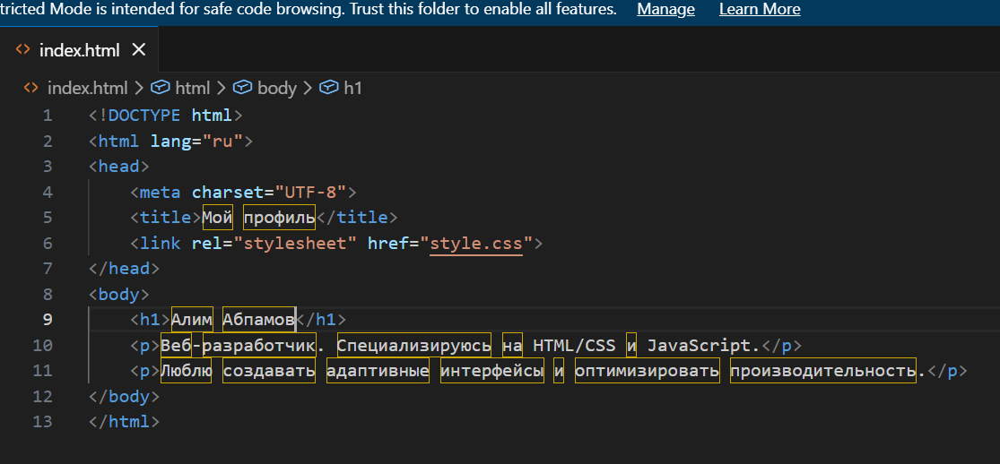 tricted Mode is intended for safe code browsing. Trust this folder to enable all features. Manage Learn More
index.html
index.html > html > body > h1
1 <!DOCTYPE html>
2 <html lang="ru">
3 <head>
4 <meta charset="UTF-8">
5 <title>Мой профиль</title>
6 <link rel="stylesheet" href="style.css">
7 </head>
8 <body>
9 <h1>Алим Абпамов</h1>
10 <p>Веб-разработчик. Специализируюсь на HTML/CSS и JavaScript.</p>
11 <p>Люблю создавать адаптивные интерфейсы и оптимизировать производительность.</p>
12 </body>
13 </html>